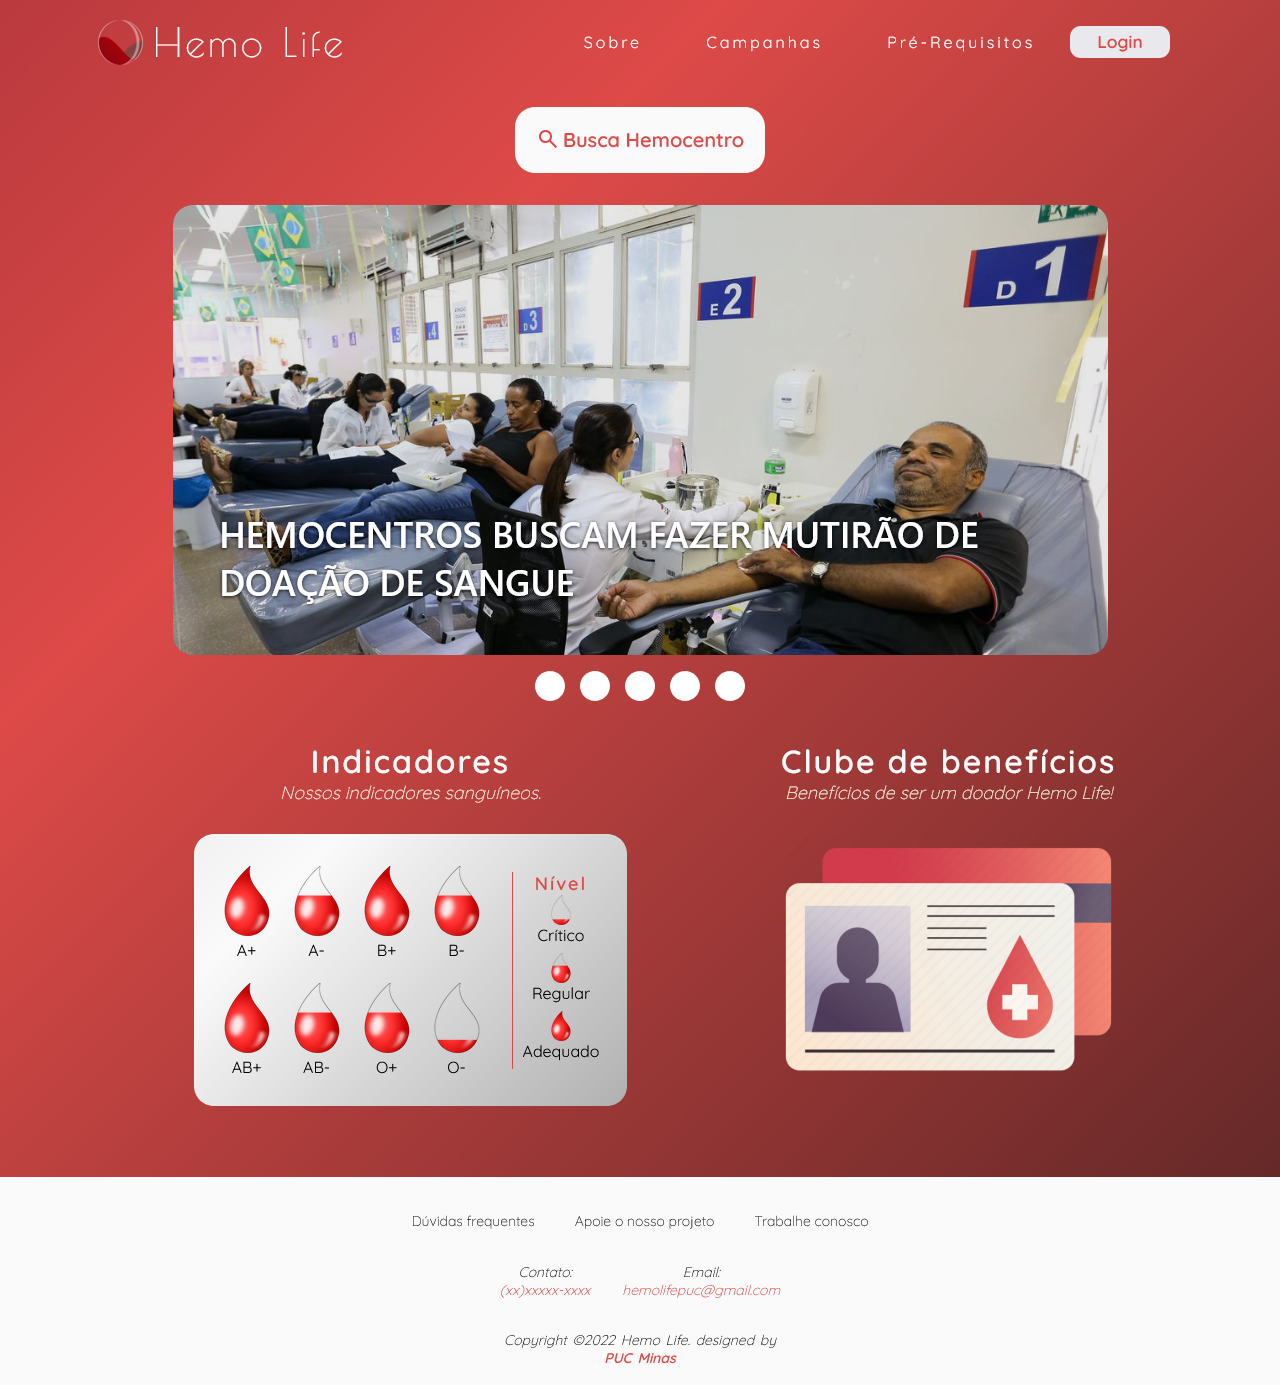 Hemo Life
Sobre
Campanhas
Pré-Requisitos
Login
Busca Hemocentro
D 1
E 2
D 3
4
5
HEMOCENTROS BUSCAM FAZER MUTIRÃO DE
DOAÇÃO DE SANGUE
Indicadores
Nossos indicadores sanguíneos.
A+
A-
B+
B-
AB+
AB-
O+
O-
Nível
Crítico
Regular
Adequado
Clube de benefícios
Benefícios de ser um doador Hemo Life!
Dúvidas frequentes
Apoie o nosso projeto
Trabalhe conosco
Contato:
(xx)xxxxx-xxxx
Email:
hemolifepuc@gmail.com
Copyright ©2022 Hemo Life. designed by
PUC Minas